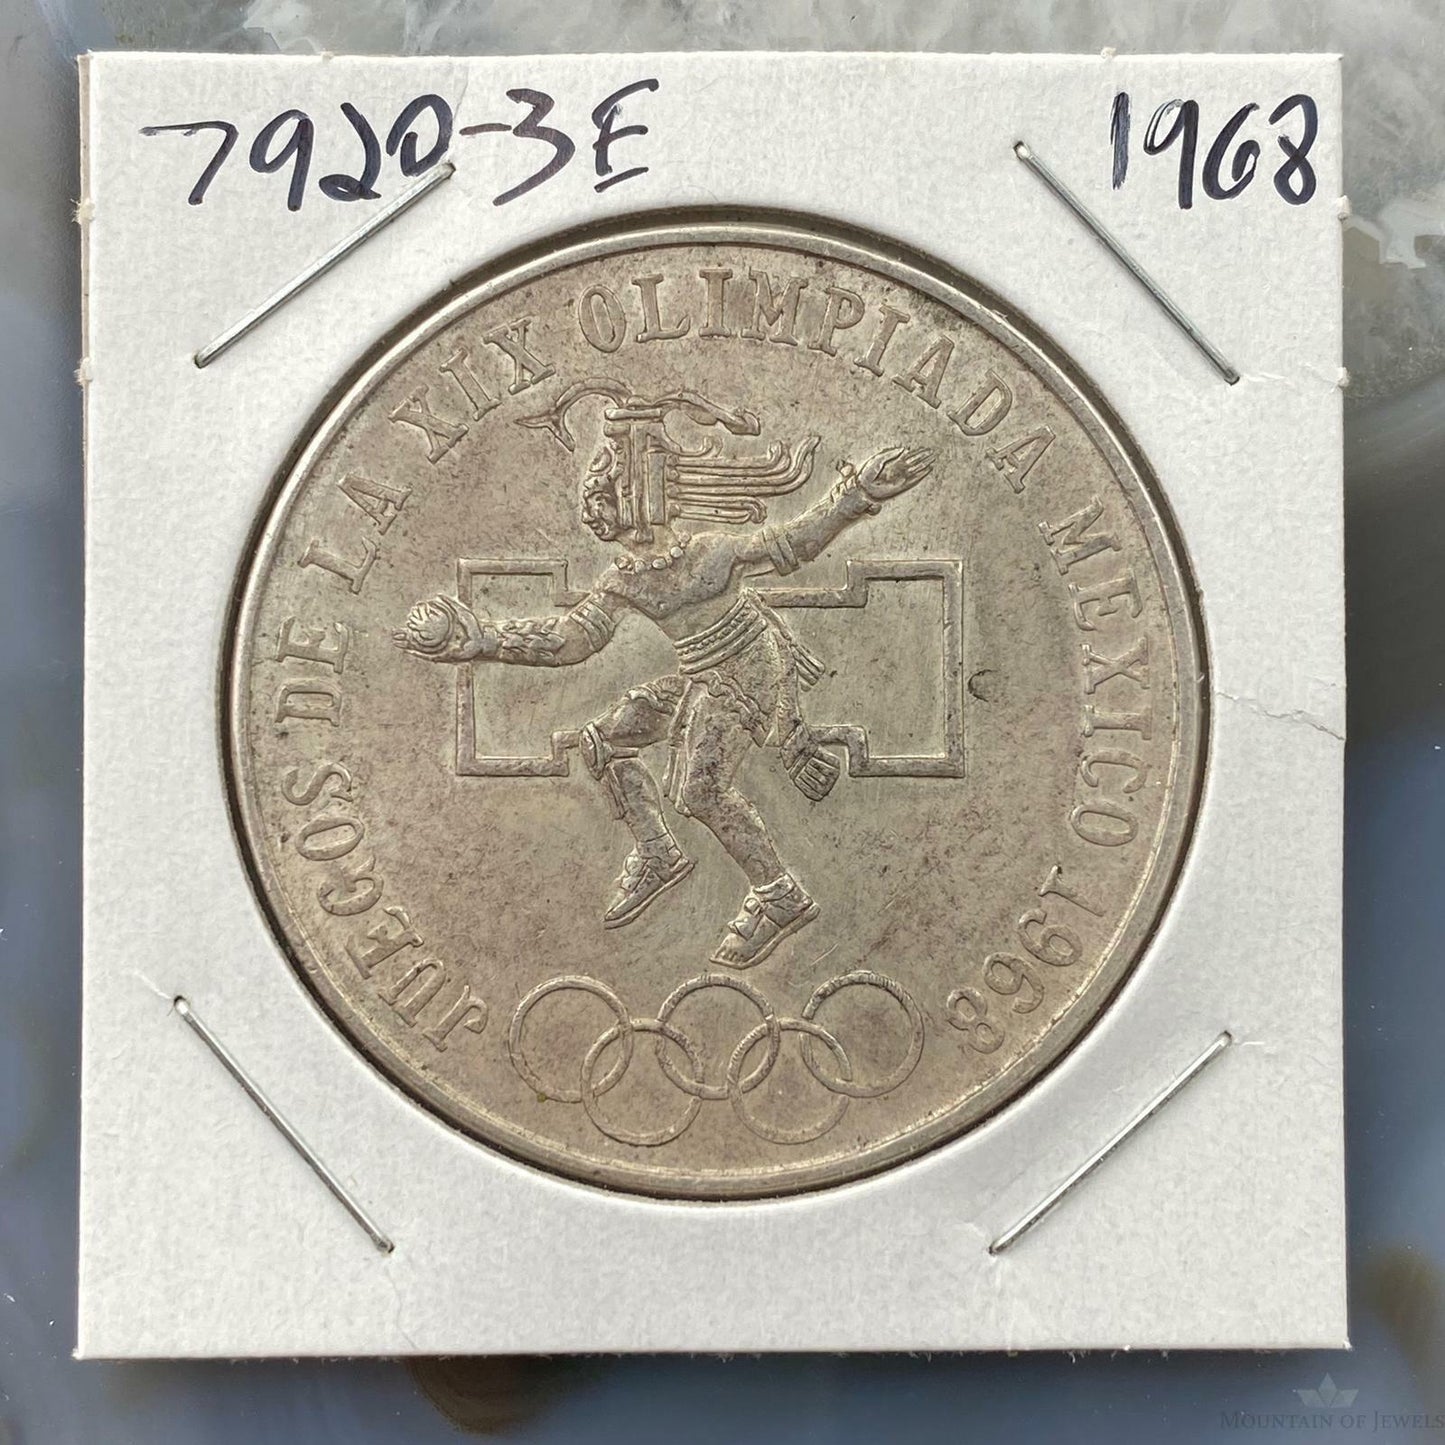 7920-3E 1968
JUEGOS DE LA XIX OLIMPIADA MEXICO 1968
MOUNTAIN OF JEWELS